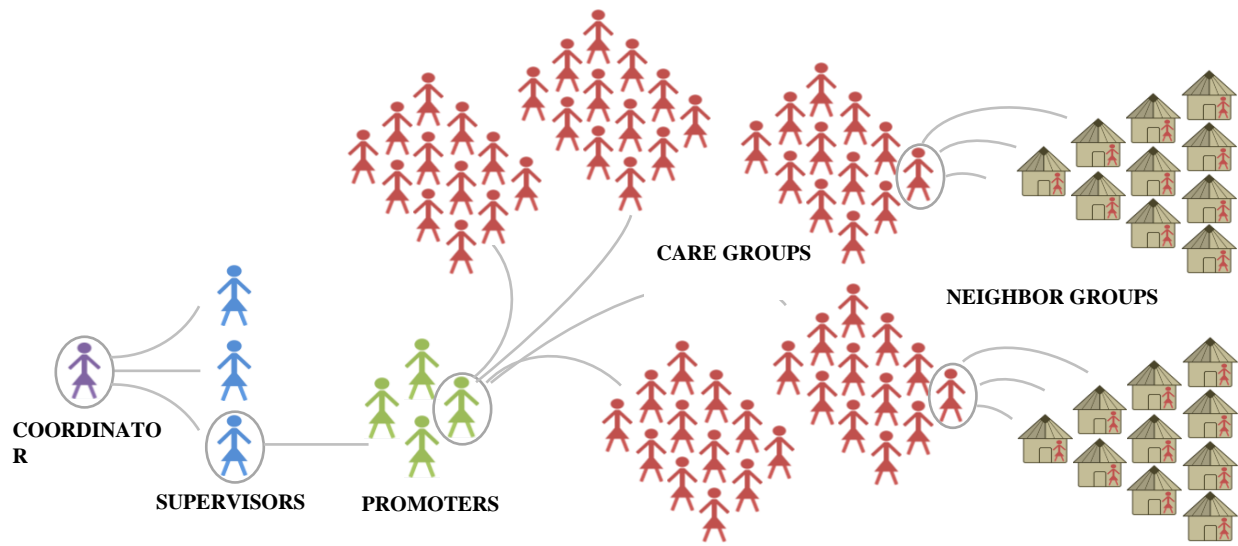 CARE GROUPS
NEIGHBOR GROUPS
COORDINATO
R
SUPERVISORS
PROMOTERS